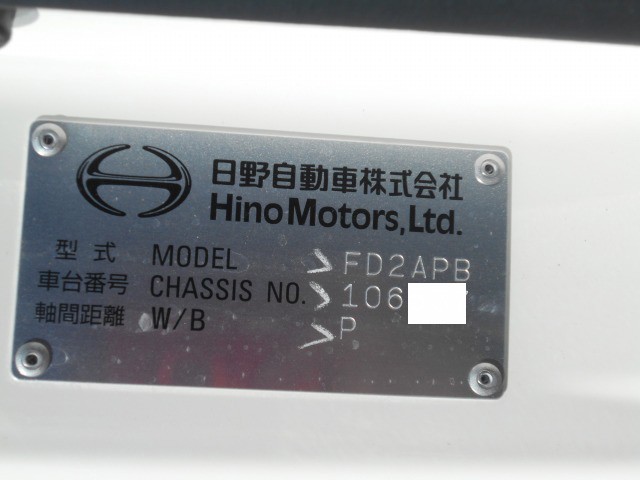 日野自動車株式会社
Hino Motors, Ltd.
型式 MODEL > FD2APB
車台番号 CHASSIS NO. > 106
軸間距離 W/B > P